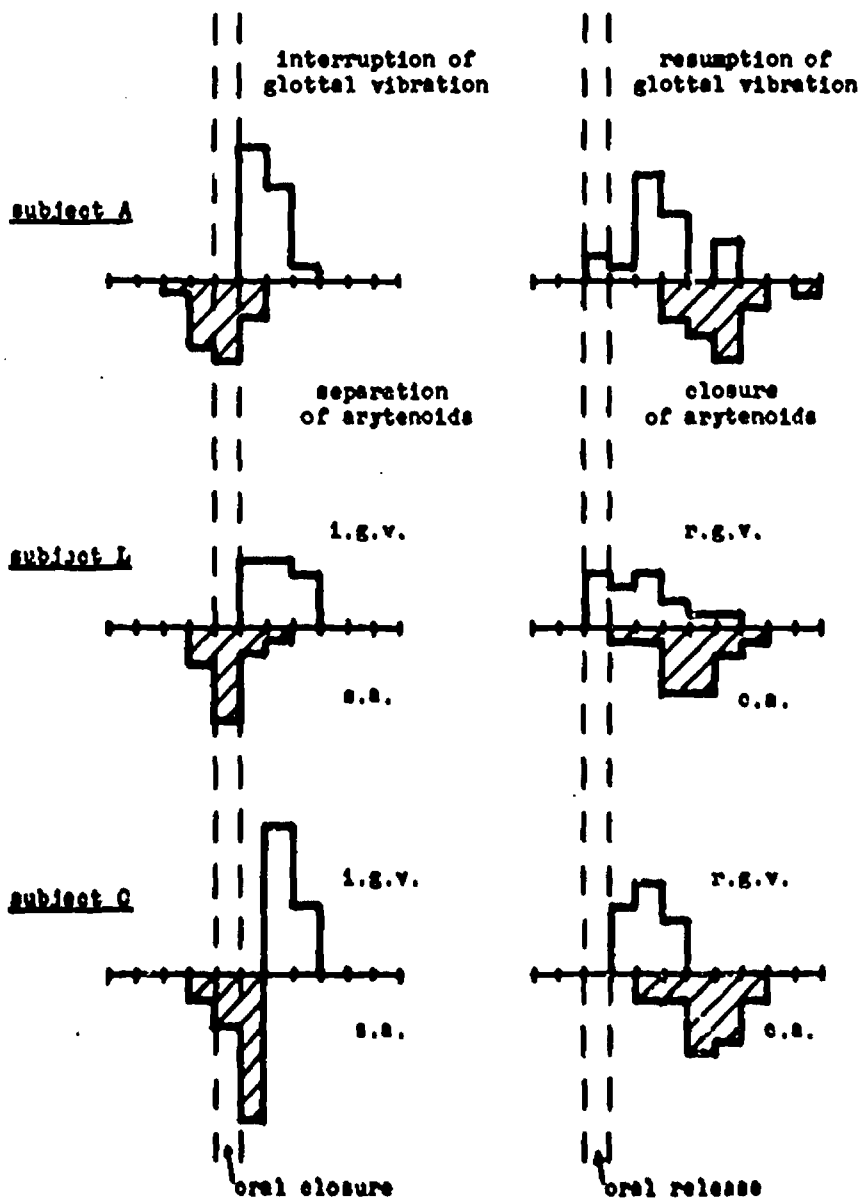 interruption of
glottal vibration
resumption of
glottal vibration
subject A
separation
of arytenoids
closure
of arytenoids
i.g.v.
r.g.v.
subject L
s.a.
c.a.
i.g.v.
r.g.v.
subject C
s.a.
c.a.
oral closure
oral release